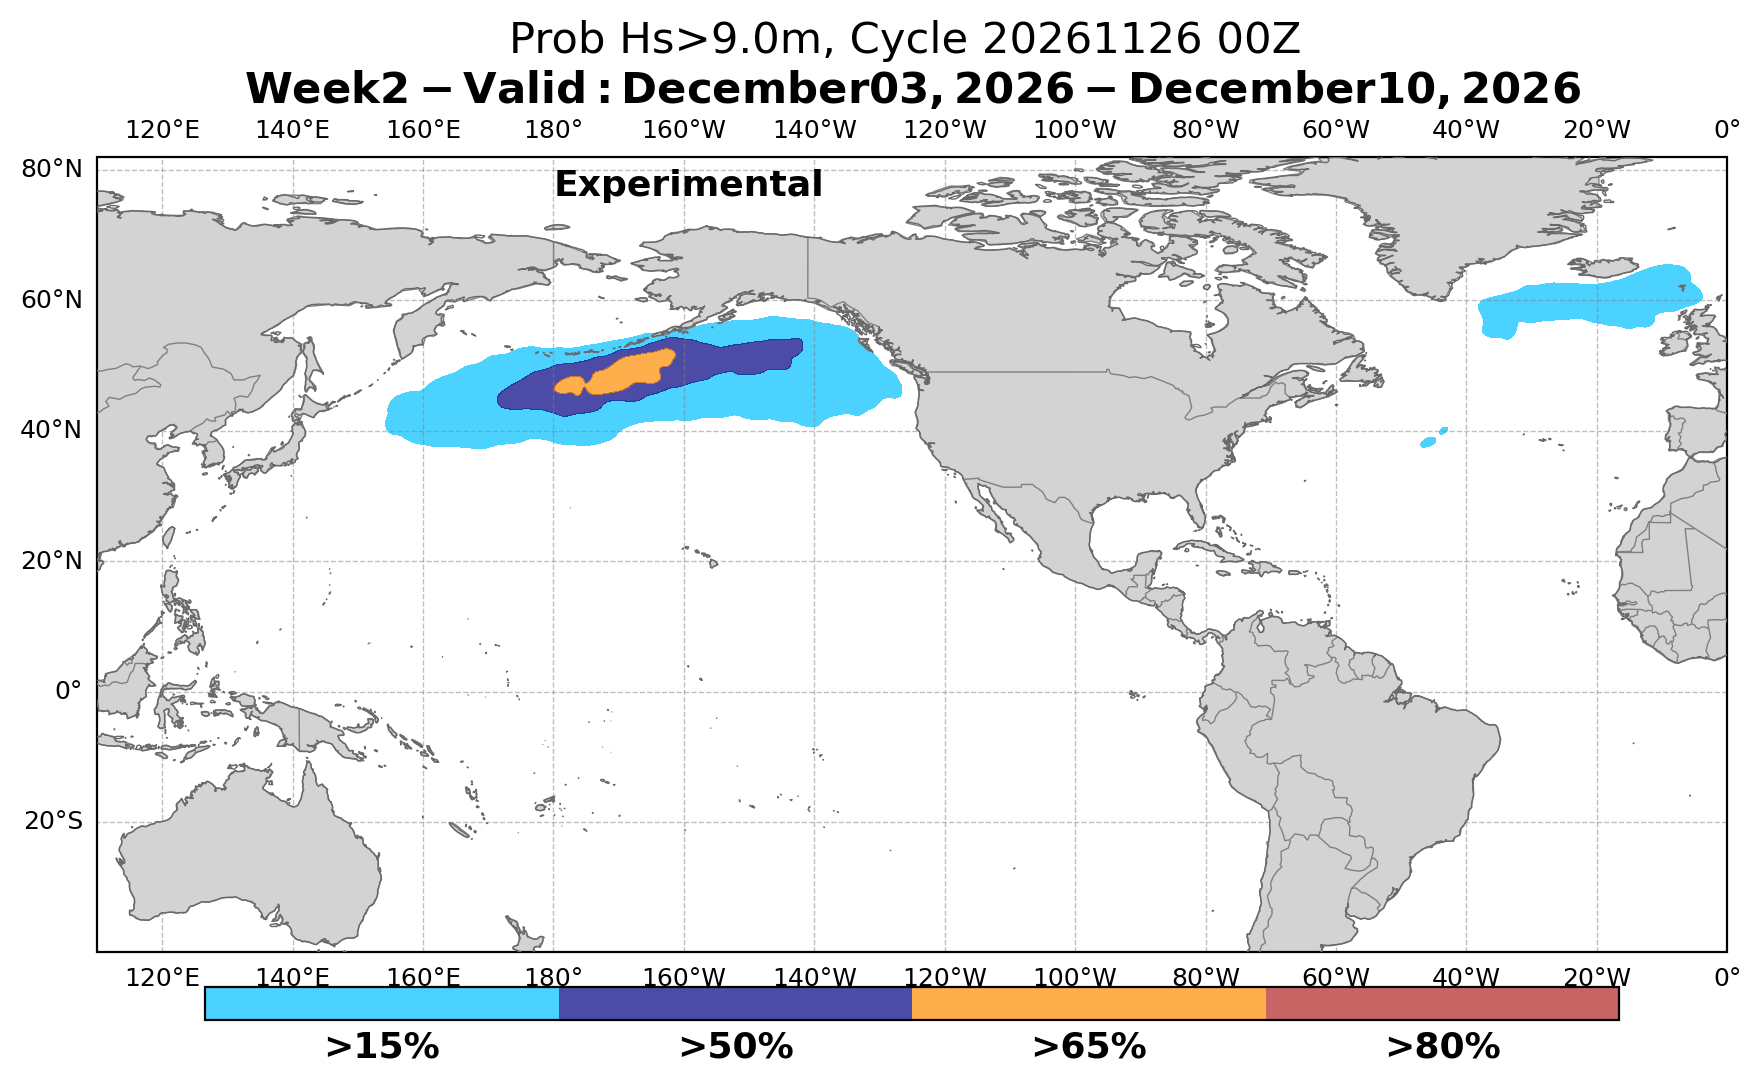 Prob Hs>9.0m, Cycle 20261126 00Z
Week2 − Valid : December03, 2026 − December10, 2026
120°E 140°E 160°E 180° 160°W 140°W 120°W 100°W 80°W 60°W 40°W 20°W 0°
80°N
Experimental
60°N
40°N
20°N
0°
20°S
120°E 140°E 160°E 180° 160°W 140°W 120°W 100°W 80°W 60°W 40°W 20°W 0°
>15% >50% >65% >80%